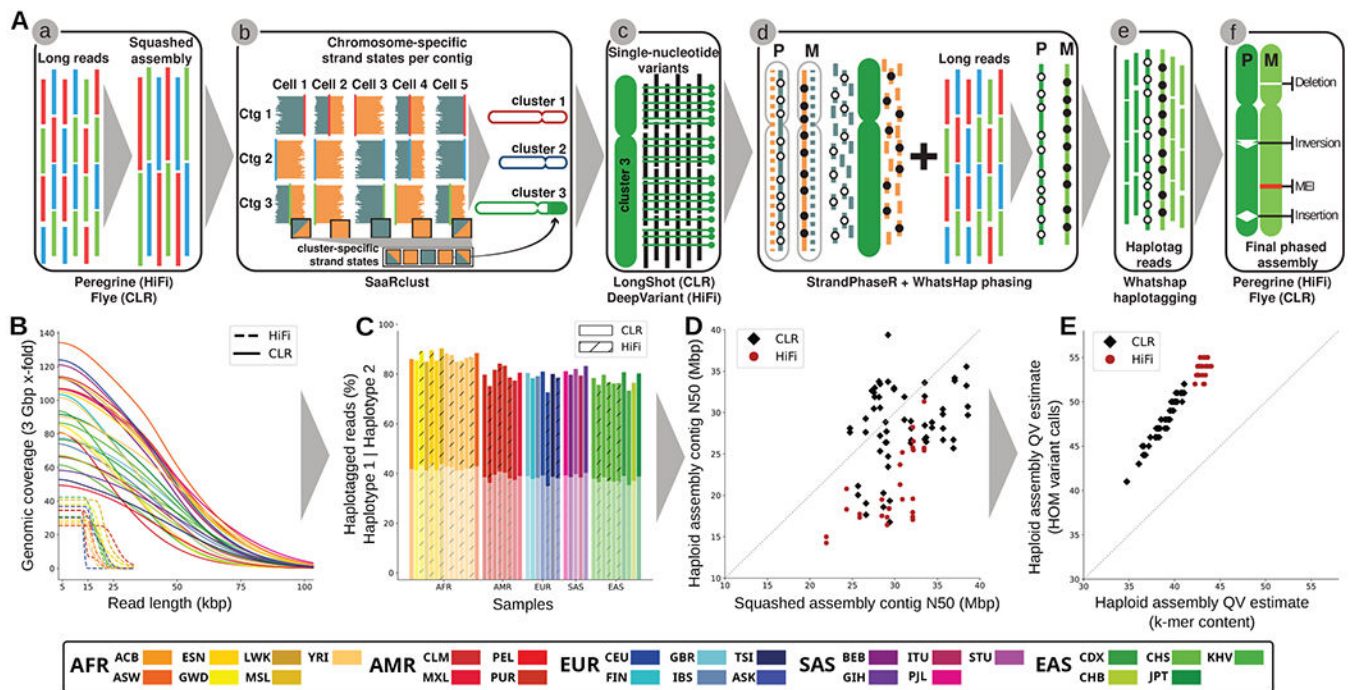 A
a
Long reads
Squashed
assembly
Peregrine (HiFi)
Flye (CLR)
b
Chromosome-specific
strand states per contig
Cell 1 Cell 2 Cell 3 Cell 4 Cell 5
Ctg 1
Ctg 2
Ctg 3
cluster 1
cluster 2
cluster 3
cluster-specific
strand states
SaaRclust
c
Single-nucleotide
variants
cluster 3
LongShot (CLR)
DeepVariant (HiFi)
d
P M
Long reads
P M
+
StrandPhaseR + WhatsHap phasing
e
Haplotag
reads
Whatshap
haplotagging
f
P M
Deletion
Inversion
MEI
Insertion
Final phased
assembly
Peregrine (HiFi)
Flye (CLR)
B
HiFi
CLR
Genomic coverage (3 Gbp x-fold)
140
120
100
80
60
40
20
0
5 15 25 50 75 100
Read length (kbp)
C
CLR
HiFi
Haplotagged reads (%)
Haplotype 1 | Haplotype 2
100
80
60
40
20
0
AFR AMR EUR SAS EAS
Samples
D
CLR
HiFi
Haploid assembly contig N50 (Mbp)
40
35
30
25
20
15
10
10 15 20 25 30 35 40
Squashed assembly contig N50 (Mbp)
E
CLR
HiFi
Haploid assembly QV estimate
(HOM variant calls)
55
50
45
40
35
30
30 35 40 45 50 55
Haploid assembly QV estimate
(k-mer content)
AFR ACB ESN LWK YRI
ASW GWD MSL
AMR CLM PEL
MXL PUR
EUR CEU GBR TSI
FIN IBS ASK
SAS BEB ITU STU
GIH PJL
EAS CDX CHS KHV
CHB JPT